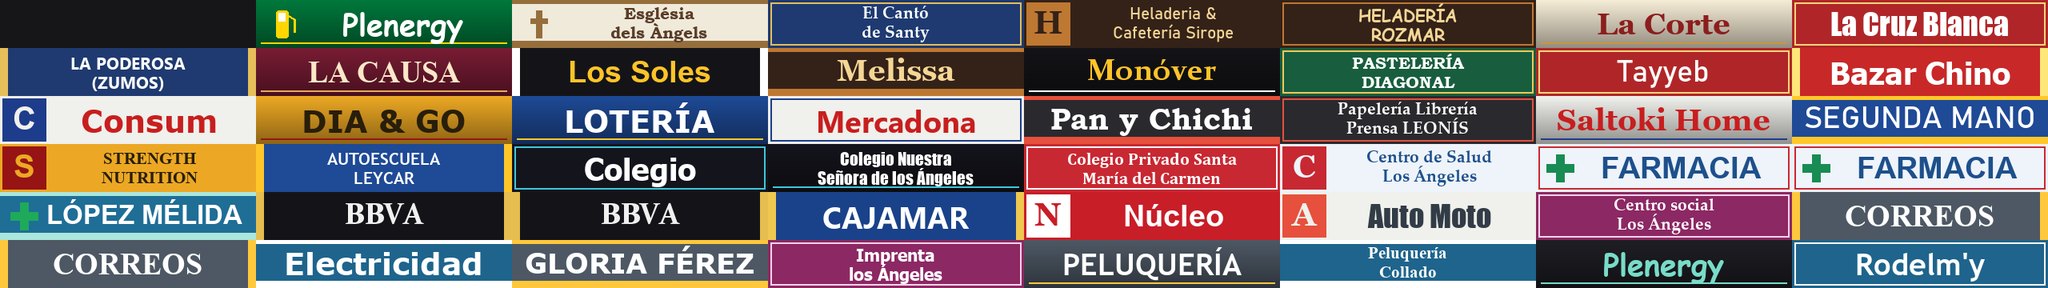 Plenergy
Església
dels Àngels
El Cantó
de Santy
H
Heladeria &
Cafetería Sirope
HELADERÍA
ROZMAR
La Corte
La Cruz Blanca
LA PODEROSA
(ZUMOS)
LA CAUSA
Los Soles
Melissa
Monóver
PASTELERÍA
DIAGONAL
Tayyeb
Bazar Chino
C
Consum
DIA & GO
LOTERÍA
Mercadona
Pan y Chichi
Papelería Librería
Prensa LEONÍS
Saltoki Home
SEGUNDA MANO
S
STRENGTH
NUTRITION
AUTOESCUELA
LEYCAR
Colegio
Colegio Nuestra
Señora de los Ángeles
Colegio Privado Santa
María del Carmen
C
Centro de Salud
Los Ángeles
FARMACIA
FARMACIA
LÓPEZ MÉLIDA
BBVA
BBVA
CAJAMAR
N
Núcleo
A
Auto Moto
Centro social
Los Ángeles
CORREOS
CORREOS
Electricidad
GLORIA FÉREZ
Imprenta
los Ángeles
PELUQUERÍA
Peluquería
Collado
Plenergy
Rodelm'y